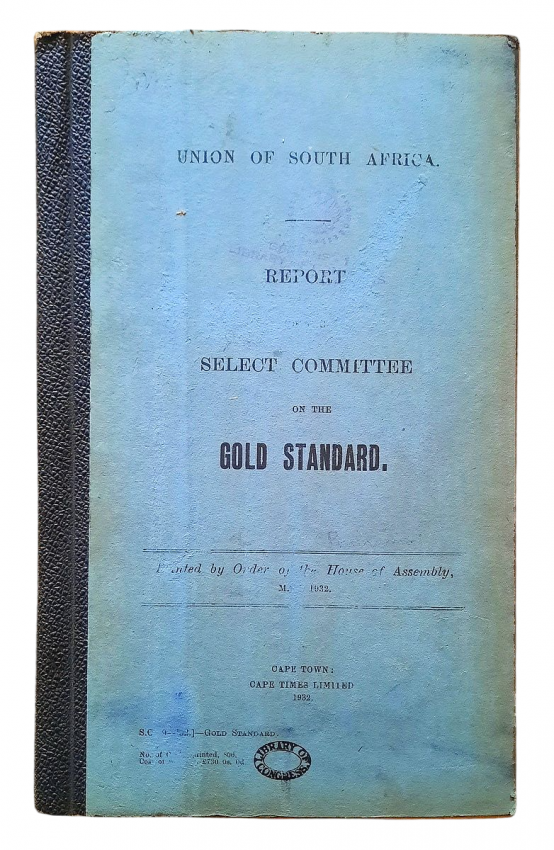 UNION OF SOUTH AFRICA.
REPORT
SELECT COMMITTEE
ON THE
GOLD STANDARD.
Printed by Order of the House of Assembly,
1932.
CAPE TOWN:
CAPE TIMES LIMITED
1932.
GOLD STANDARD.
LIBRARY OF
CONGRESS.